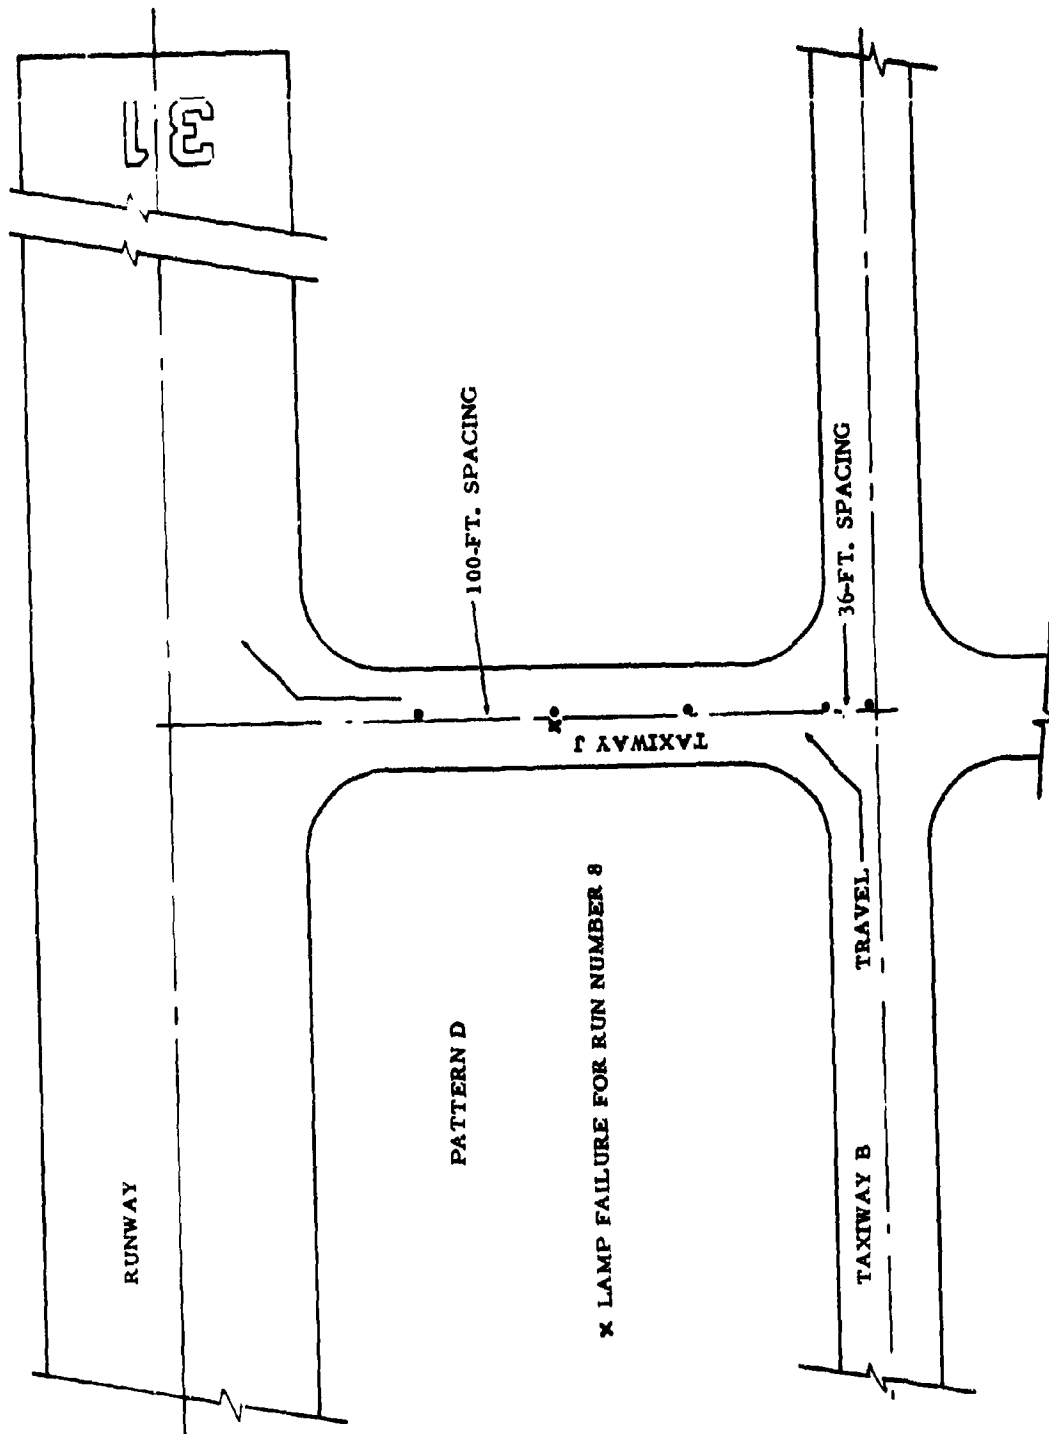 RUNWAY
31
PATTERN D
100-FT. SPACING
x LAMP FAILURE FOR RUN NUMBER 8
x
TAXIWAY J
36-FT. SPACING
TAXIWAY B
TRAVEL